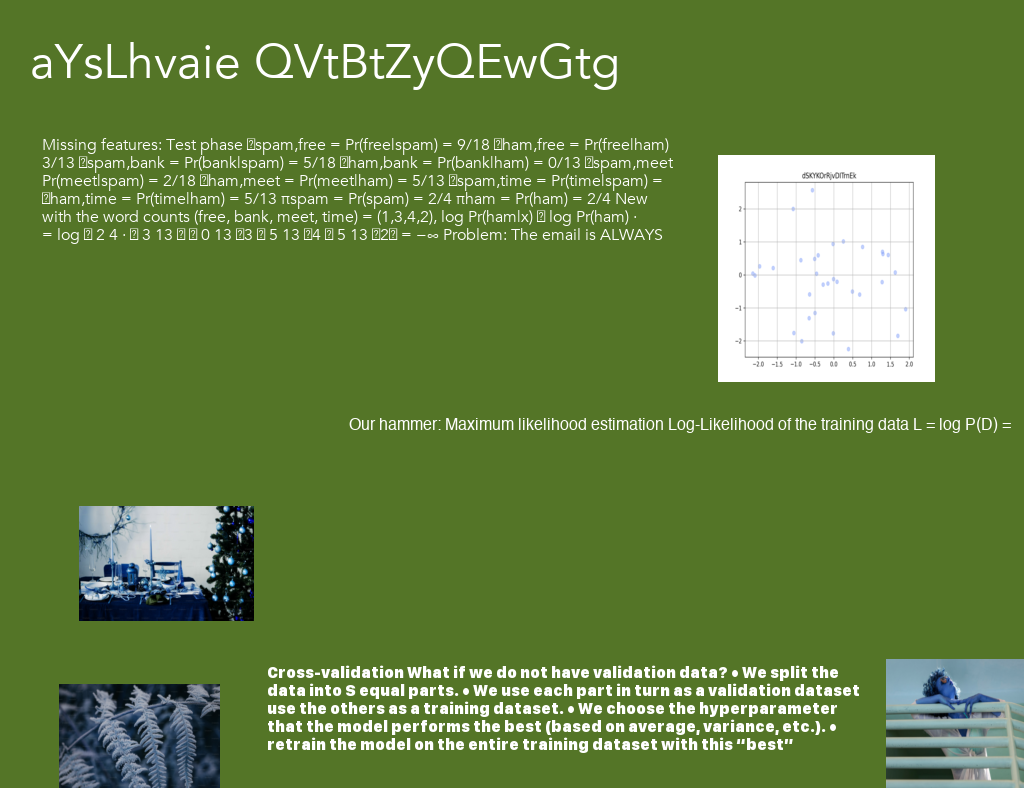 aYsLhvaie QVtBtZyQEwGtg
Missing features: Test phase �spam,free = Pr(free|spam) = 9/18 �ham,free = Pr(free|ham)
3/13 �spam,bank = Pr(bank|spam) = 5/18 �ham,bank = Pr(bank|ham) = 0/13 �spam,meet
Pr(meet|spam) = 2/18 �ham,meet = Pr(meet|ham) = 5/13 �spam,time = Pr(time|spam) =
�ham,time = Pr(time|ham) = 5/13 πspam = Pr(spam) = 2/4 πham = Pr(ham) = 2/4 New
with the word counts (free, bank, meet, time) = (1,3,4,2), log Pr(ham|x) � log Pr(ham) ·
= log � 2 4 · � 3 13 � � 0 13 �3 � 5 13 �4 � 5 13 �2� = −∞ Problem: The email is ALWAYS
dSKYKOrRjvDITmEk
2
1
0
−1
−2
−2.0 −1.5 −1.0 −0.5 0.0 0.5 1.0 1.5 2.0
Our hammer: Maximum likelihood estimation Log-Likelihood of the training data L = log P(D) =
Cross-validation What if we do not have validation data? • We split the
data into S equal parts. • We use each part in turn as a validation dataset
use the others as a training dataset. • We choose the hyperparameter
that the model performs the best (based on average, variance, etc.). •
retrain the model on the entire training dataset with this “best”